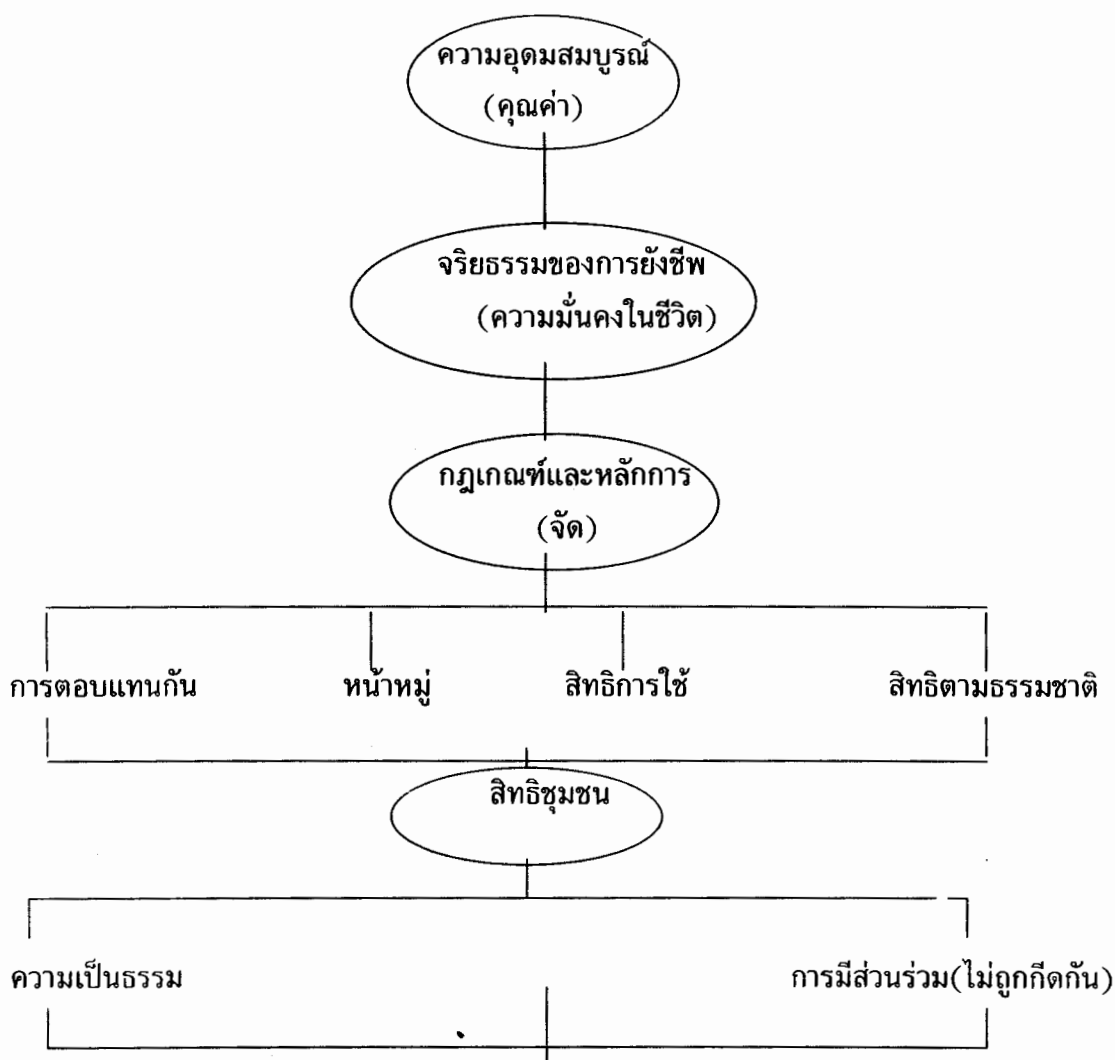 ความอุดมสมบูรณ์
(คุณค่า)
จริยธรรมของการยังชีพ
(ความมั่นคงในชีวิต)
กฎเกณฑ์และหลักการ
(จัด)
การตอบแทนกัน หน้าหมู่ สิทธิการใช้ สิทธิตามธรรมชาติ
สิทธิชุมชน
ความเป็นธรรม การมีส่วนร่วม(ไม่ถูกกีดกัน)